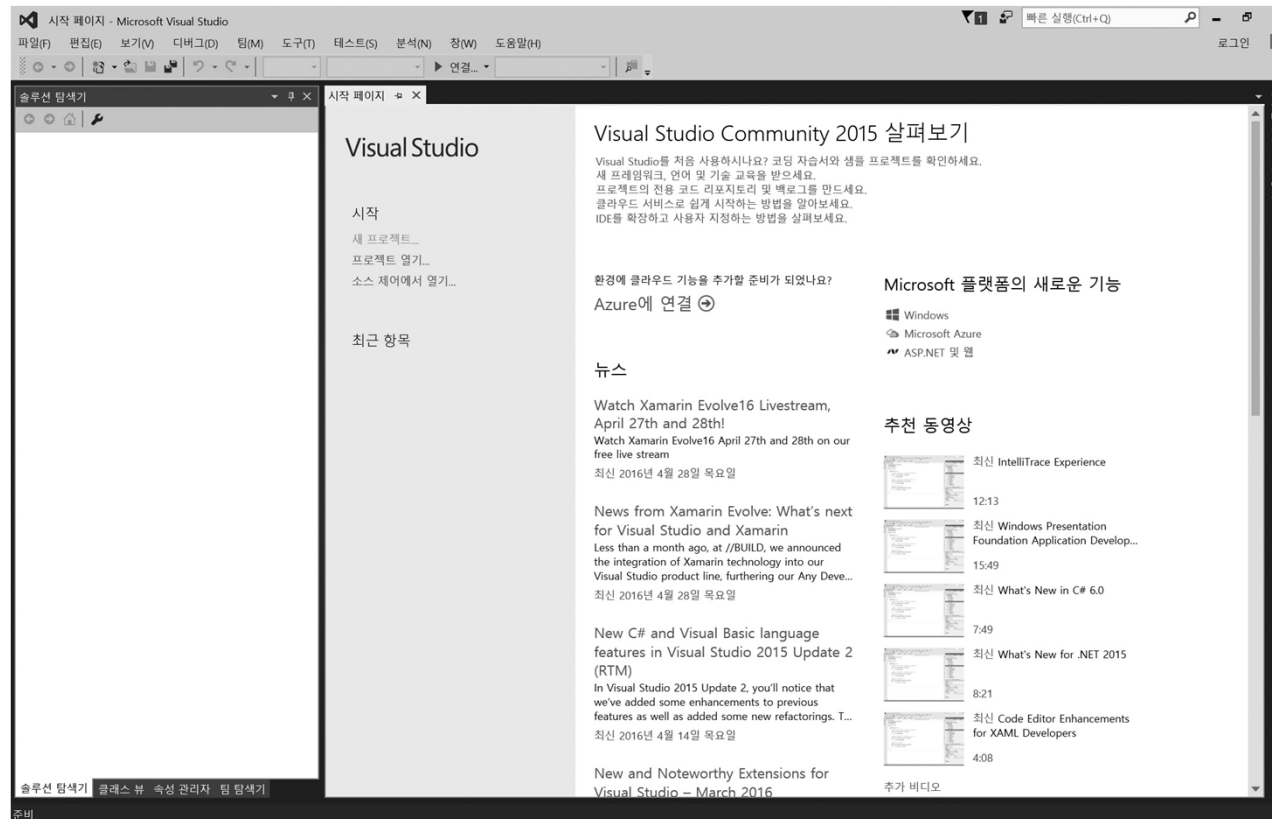 시작 페이지 - Microsoft Visual Studio
1
빠른 실행(Ctrl+Q)
파일(F) 편집(E) 보기(V) 디버그(D) 팀(M) 도구(T) 테스트(S) 분석(N) 창(W) 도움말(H)
로그인
연결...
솔루션 탐색기
시작 페이지
Visual Studio
시작
새 프로젝트...
프로젝트 열기...
소스 제어에서 열기...
최근 항목
Visual Studio Community 2015 살펴보기
Visual Studio를 처음 사용하시나요? 코딩 자습서와 샘플 프로젝트를 확인하세요.
새 프레임워크, 언어 및 기술 교육을 받으세요.
프로젝트의 전용 코드 리포지토리 및 백로그를 만드세요.
클라우드 서비스로 쉽게 시작하는 방법을 알아보세요.
IDE를 확장하고 사용자 지정하는 방법을 살펴보세요.
환경에 클라우드 기능을 추가할 준비가 되었나요?
Azure에 연결
뉴스
Watch Xamarin Evolve16 Livestream,
April 27th and 28th!
Watch Xamarin Evolve16 April 27th and 28th on our
free live stream
최신 2016년 4월 28일 목요일
News from Xamarin Evolve: What's next
for Visual Studio and Xamarin
Less than a month ago, at //BUILD, we announced
the integration of Xamarin technology into our
Visual Studio product line, furthering our Any Deve...
최신 2016년 4월 28일 목요일
New C# and Visual Basic language
features in Visual Studio 2015 Update 2
(RTM)
In Visual Studio 2015 Update 2, you'll notice that
we've added some enhancements to previous
features as well as added some new refactorings. T...
최신 2016년 4월 14일 목요일
New and Noteworthy Extensions for
Visual Studio – March 2016
Microsoft 플랫폼의 새로운 기능
Windows
Microsoft Azure
ASP.NET 및 웹
추천 동영상
최신 IntelliTrace Experience
12:13
최신 Windows Presentation
Foundation Application Develop...
15:49
최신 What's New in C# 6.0
7:49
최신 What's New for .NET 2015
8:21
최신 Code Editor Enhancements
for XAML Developers
4:08
추가 비디오
솔루션 탐색기 클래스 뷰 속성 관리자 팀 탐색기
준비